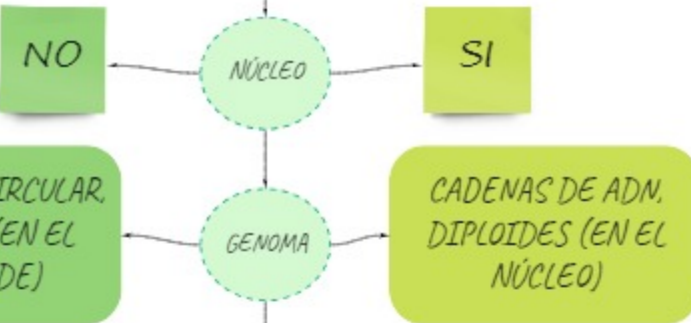 NO
NÚCLEO
SI
IRCULAR,
(EN EL
DE)
GENOMA
CADENAS DE ADN,
DIPLOIDES (EN EL
NÚCLEO)